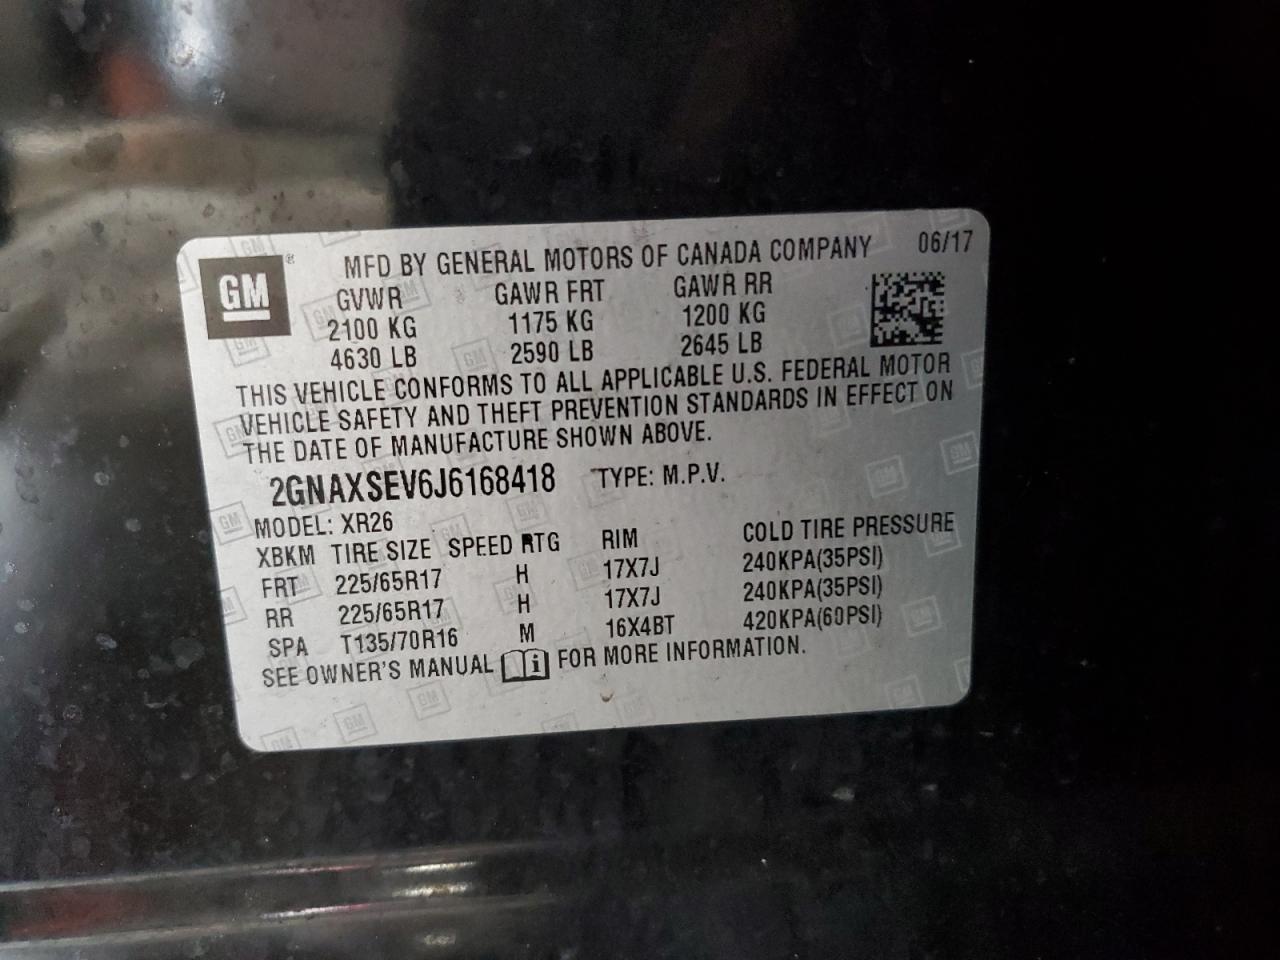 GM ® MFD BY GENERAL MOTORS OF CANADA COMPANY 06/17
GVWR GAWR FRT GAWR RR
2100 KG 1175 KG 1200 KG
4630 LB 2590 LB 2645 LB
THIS VEHICLE CONFORMS TO ALL APPLICABLE U.S. FEDERAL MOTOR
VEHICLE SAFETY AND THEFT PREVENTION STANDARDS IN EFFECT ON
THE DATE OF MANUFACTURE SHOWN ABOVE.
2GNAXSEV6J6168418 TYPE: M.P.V.
MODEL: XR26
XBKM TIRE SIZE SPEED RTG RIM COLD TIRE PRESSURE
FRT 225/65R17 H 17X7J 240KPA(35PSI)
RR 225/65R17 H 17X7J 240KPA(35PSI)
SPA T135/70R16 M 16X4BT 420KPA(60PSI)
SEE OWNER'S MANUAL i FOR MORE INFORMATION.